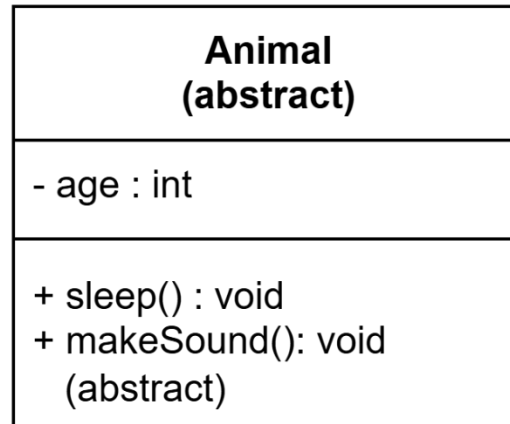 Animal
(abstract)
- age : int
+ sleep() : void
+ makeSound(): void
(abstract)